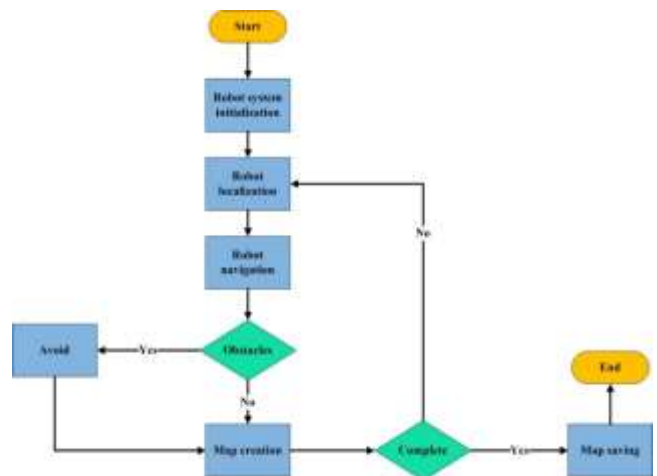 Start
Robot system
initialization
Robot
localization
No
Robot
navigation
Avoid
Yes
Obstacles
No
End
Map creation
Complete
Yes
Map saving